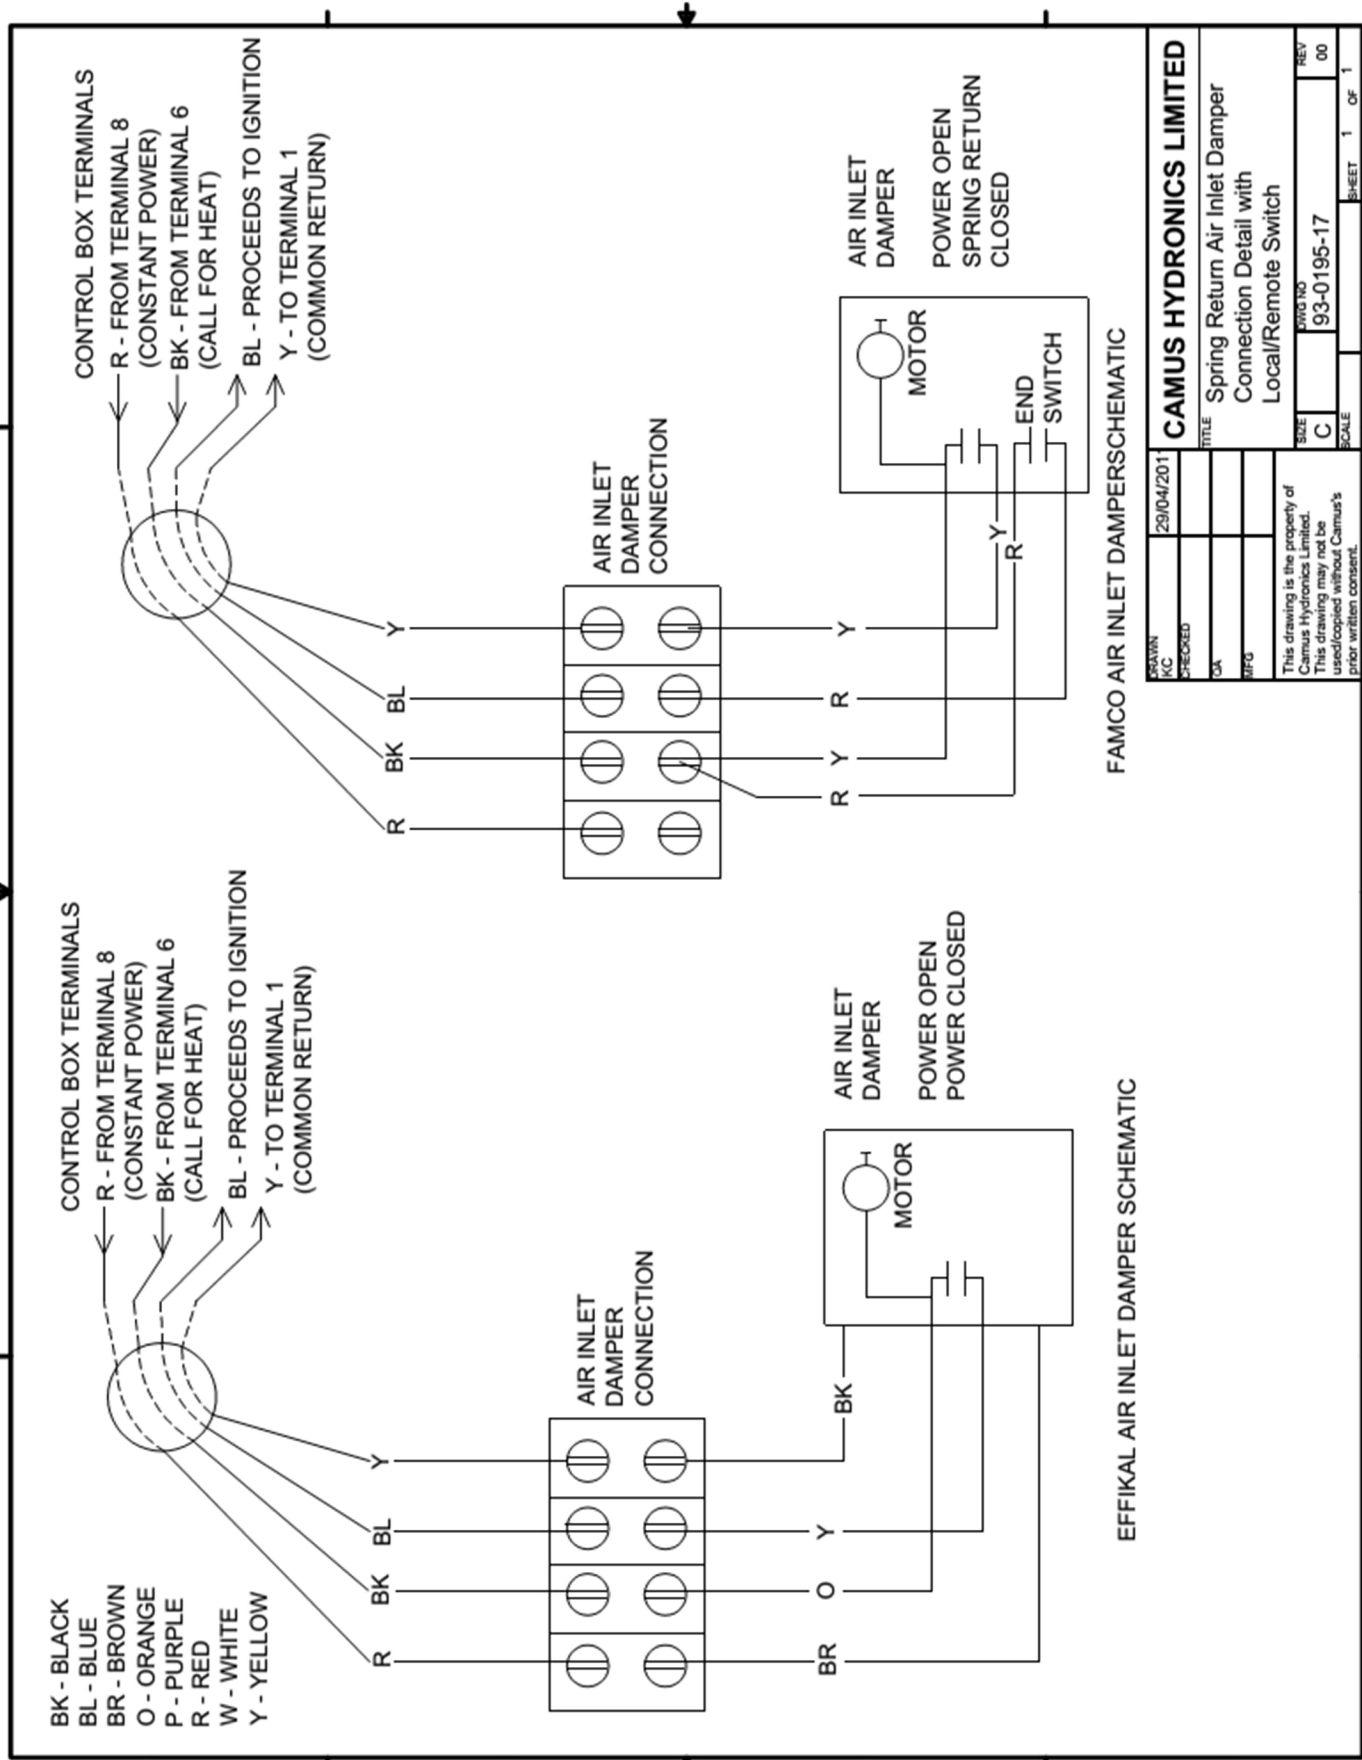 BK - BLACK
BL - BLUE
BR - BROWN
O - ORANGE
P - PURPLE
R - RED
W - WHITE
Y - YELLOW
CONTROL BOX TERMINALS
R - FROM TERMINAL 8
(CONSTANT POWER)
BK - FROM TERMINAL 6
(CALL FOR HEAT)
BL - PROCEEDS TO IGNITION
Y - TO TERMINAL 1
(COMMON RETURN)
R
BK
BL
Y
AIR INLET
DAMPER
CONNECTION
BR
O
Y
BK
MOTOR
AIR INLET
DAMPER
POWER OPEN
POWER CLOSED
EFFIKAL AIR INLET DAMPER SCHEMATIC
CONTROL BOX TERMINALS
R - FROM TERMINAL 8
(CONSTANT POWER)
BK - FROM TERMINAL 6
(CALL FOR HEAT)
BL - PROCEEDS TO IGNITION
Y - TO TERMINAL 1
(COMMON RETURN)
R
BK
BL
Y
AIR INLET
DAMPER
CONNECTION
R
Y
R
Y
Y
R
MOTOR
END
SWITCH
AIR INLET
DAMPER
POWER OPEN
SPRING RETURN
CLOSED
FAMCO AIR INLET DAMPERSCHEMATIC
DRAWN
KC
29/04/201
CHECKED
QA
MFG
This drawing is the property of
Camus Hydronics Limited.
This drawing may not be
used/copied without Camus's
prior written consent.
CAMUS HYDRONICS LIMITED
TITLE
Spring Return Air Inlet Damper
Connection Detail with
Local/Remote Switch
SIZE
C
DWG NO
93-0195-17
REV
00
SCALE
SHEET 1 OF 1